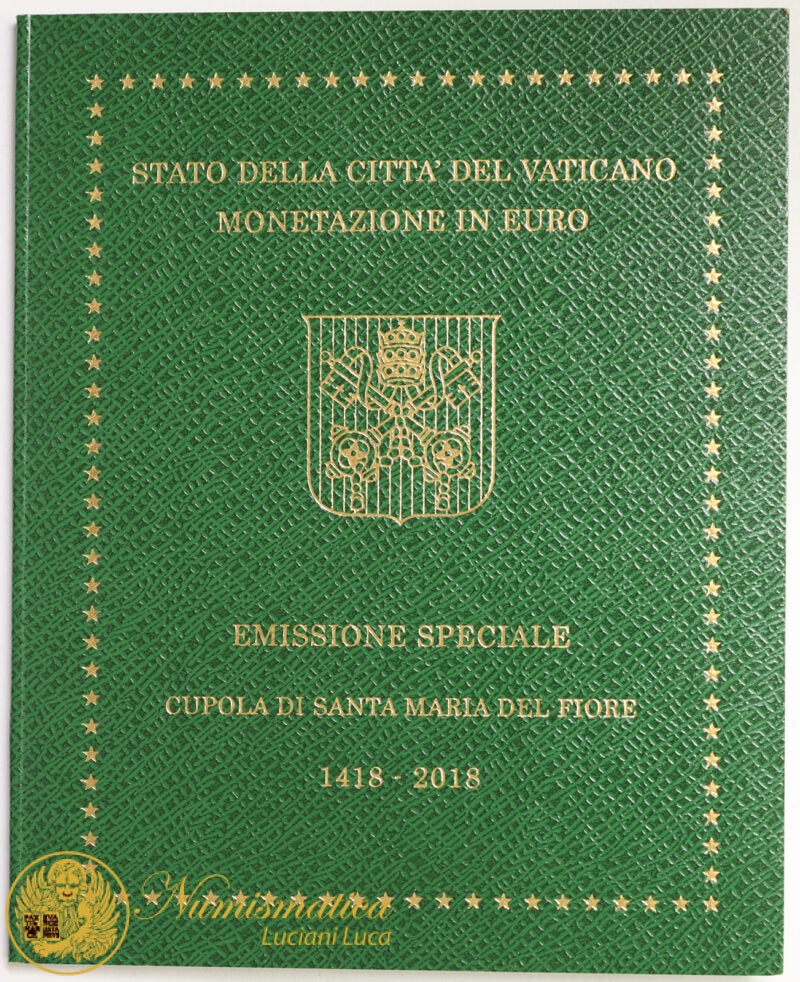 STATO DELLA CITTA' DEL VATICANO
MONETAZIONE IN EURO
EMISSIONE SPECIALE
CUPOLA DI SANTA MARIA DEL FIORE
1418 - 2018
Numismatica
Luciani Luca